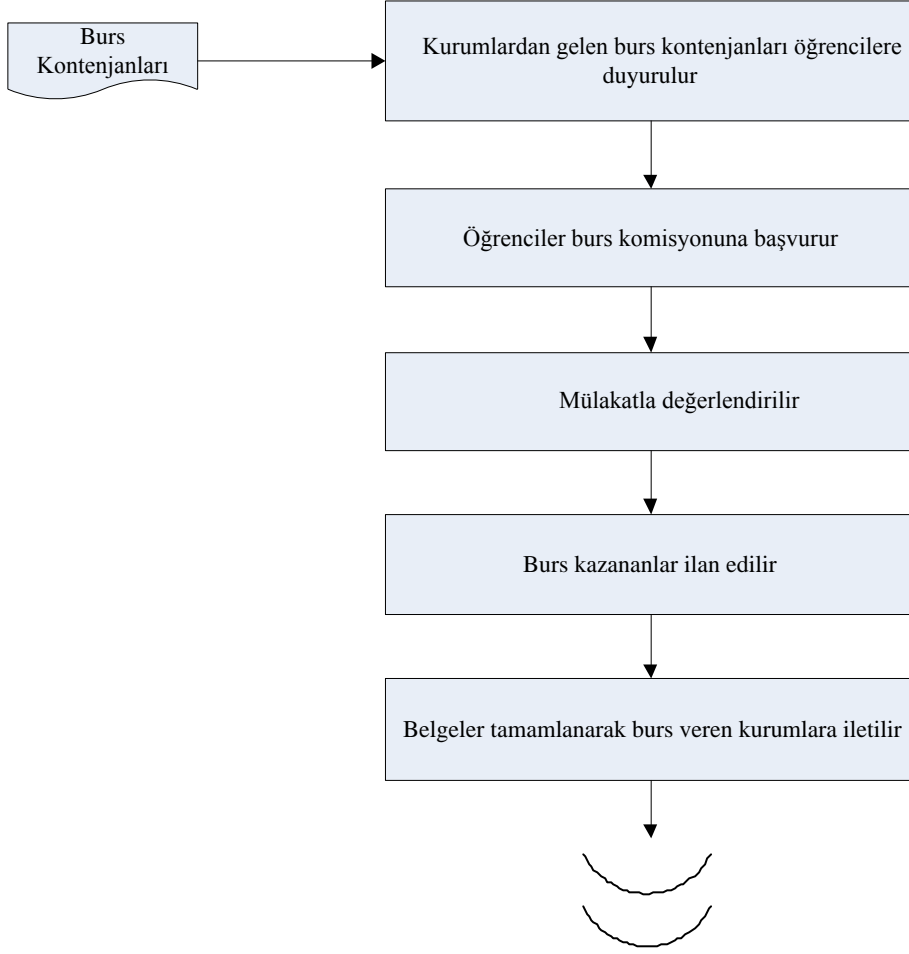 Burs
Kontenjanları
Kurumlardan gelen burs kontenjanları öğrencilere
duyurulur
Öğrenciler burs komisyonuna başvurur
Mülakatla değerlendirilir
Burs kazananlar ilan edilir
Belgeler tamamlanarak burs veren kurumlara iletilir